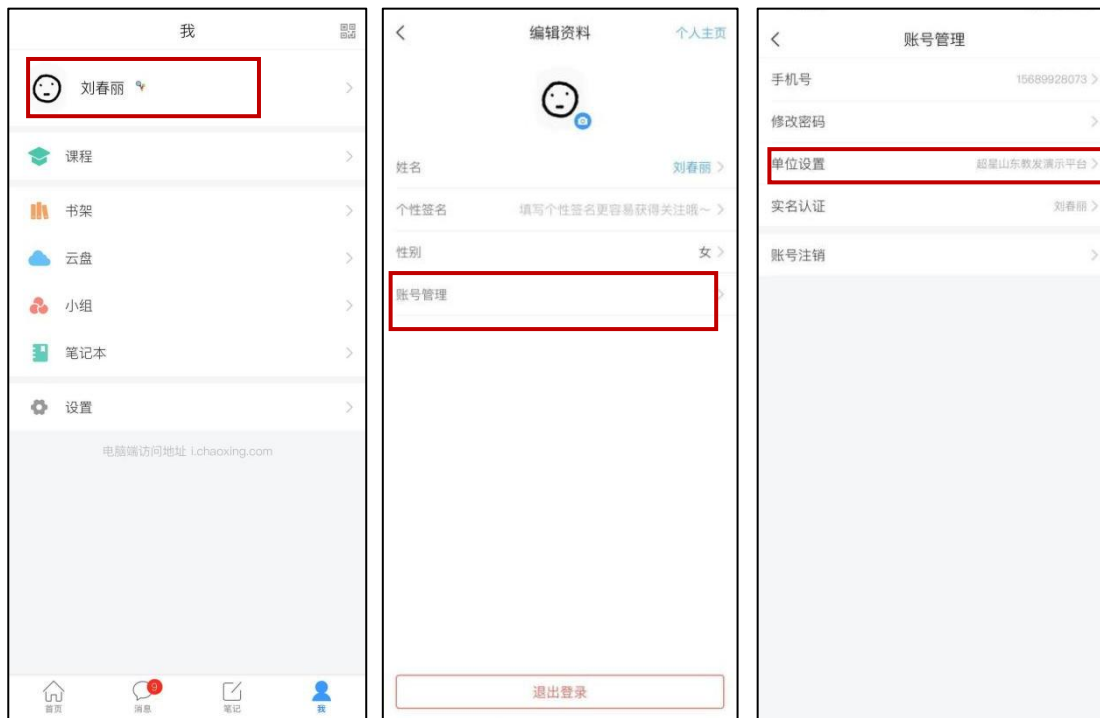 我
刘春丽
课程
书架
云盘
小组
笔记本
设置
电脑端访问地址 i.chaoxing.com
首页
9
消息
笔记
我
编辑资料
个人主页
姓名
刘春丽
个性签名
填写个性签名更容易获得关注哦～
性别
女
账号管理
退出登录
账号管理
手机号
15689928073
修改密码
单位设置
超星山东教发演示平台
实名认证
刘春丽
账号注销